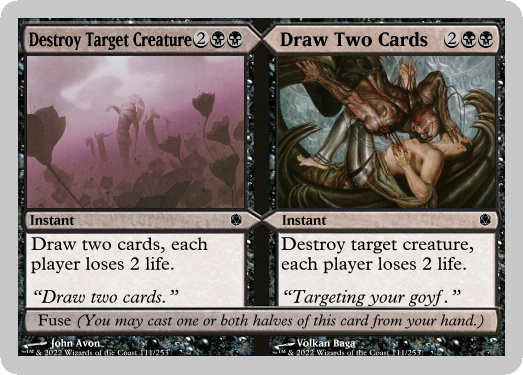 Destroy Target Creature 2
Instant
Draw two cards, each
player loses 2 life.
“Draw two cards.”
Draw Two Cards 2
Instant
Destroy target creature,
each player loses 2 life.
“Targeting your goyf.”
Fuse (You may cast one or both halves of this card from your hand.)
John Avon
™ & 2022 Wizards of the Coast 111/253
Volkan Baga
™ & 2022 Wizards of the Coast 111/253